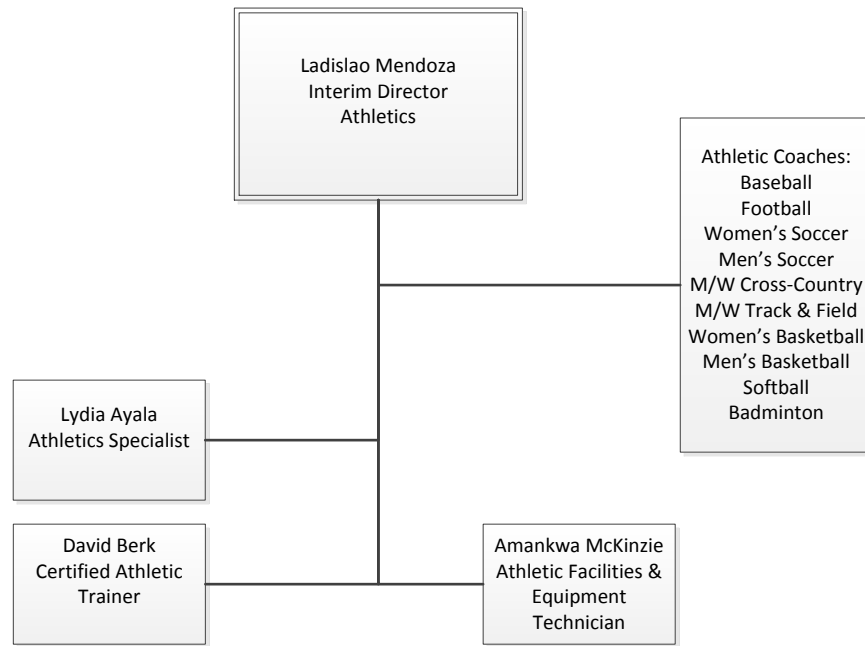 Ladislao Mendoza
Interim Director
Athletics
Athletic Coaches:
Baseball
Football
Women’s Soccer
Men’s Soccer
M/W Cross-Country
M/W Track & Field
Women’s Basketball
Men’s Basketball
Softball
Badminton
Lydia Ayala
Athletics Specialist
David Berk
Certified Athletic
Trainer
Amankwa McKinzie
Athletic Facilities &
Equipment
Technician